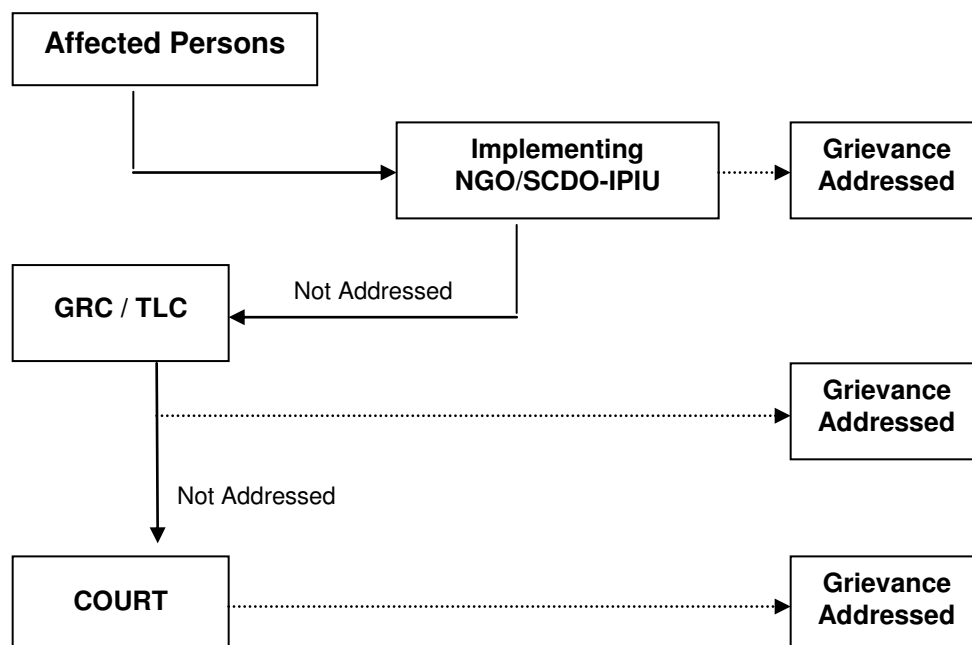 Affected Persons
Implementing
NGO/SCDO-IPIU
Grievance
Addressed
Not Addressed
GRC / TLC
Grievance
Addressed
Not Addressed
COURT
Grievance
Addressed